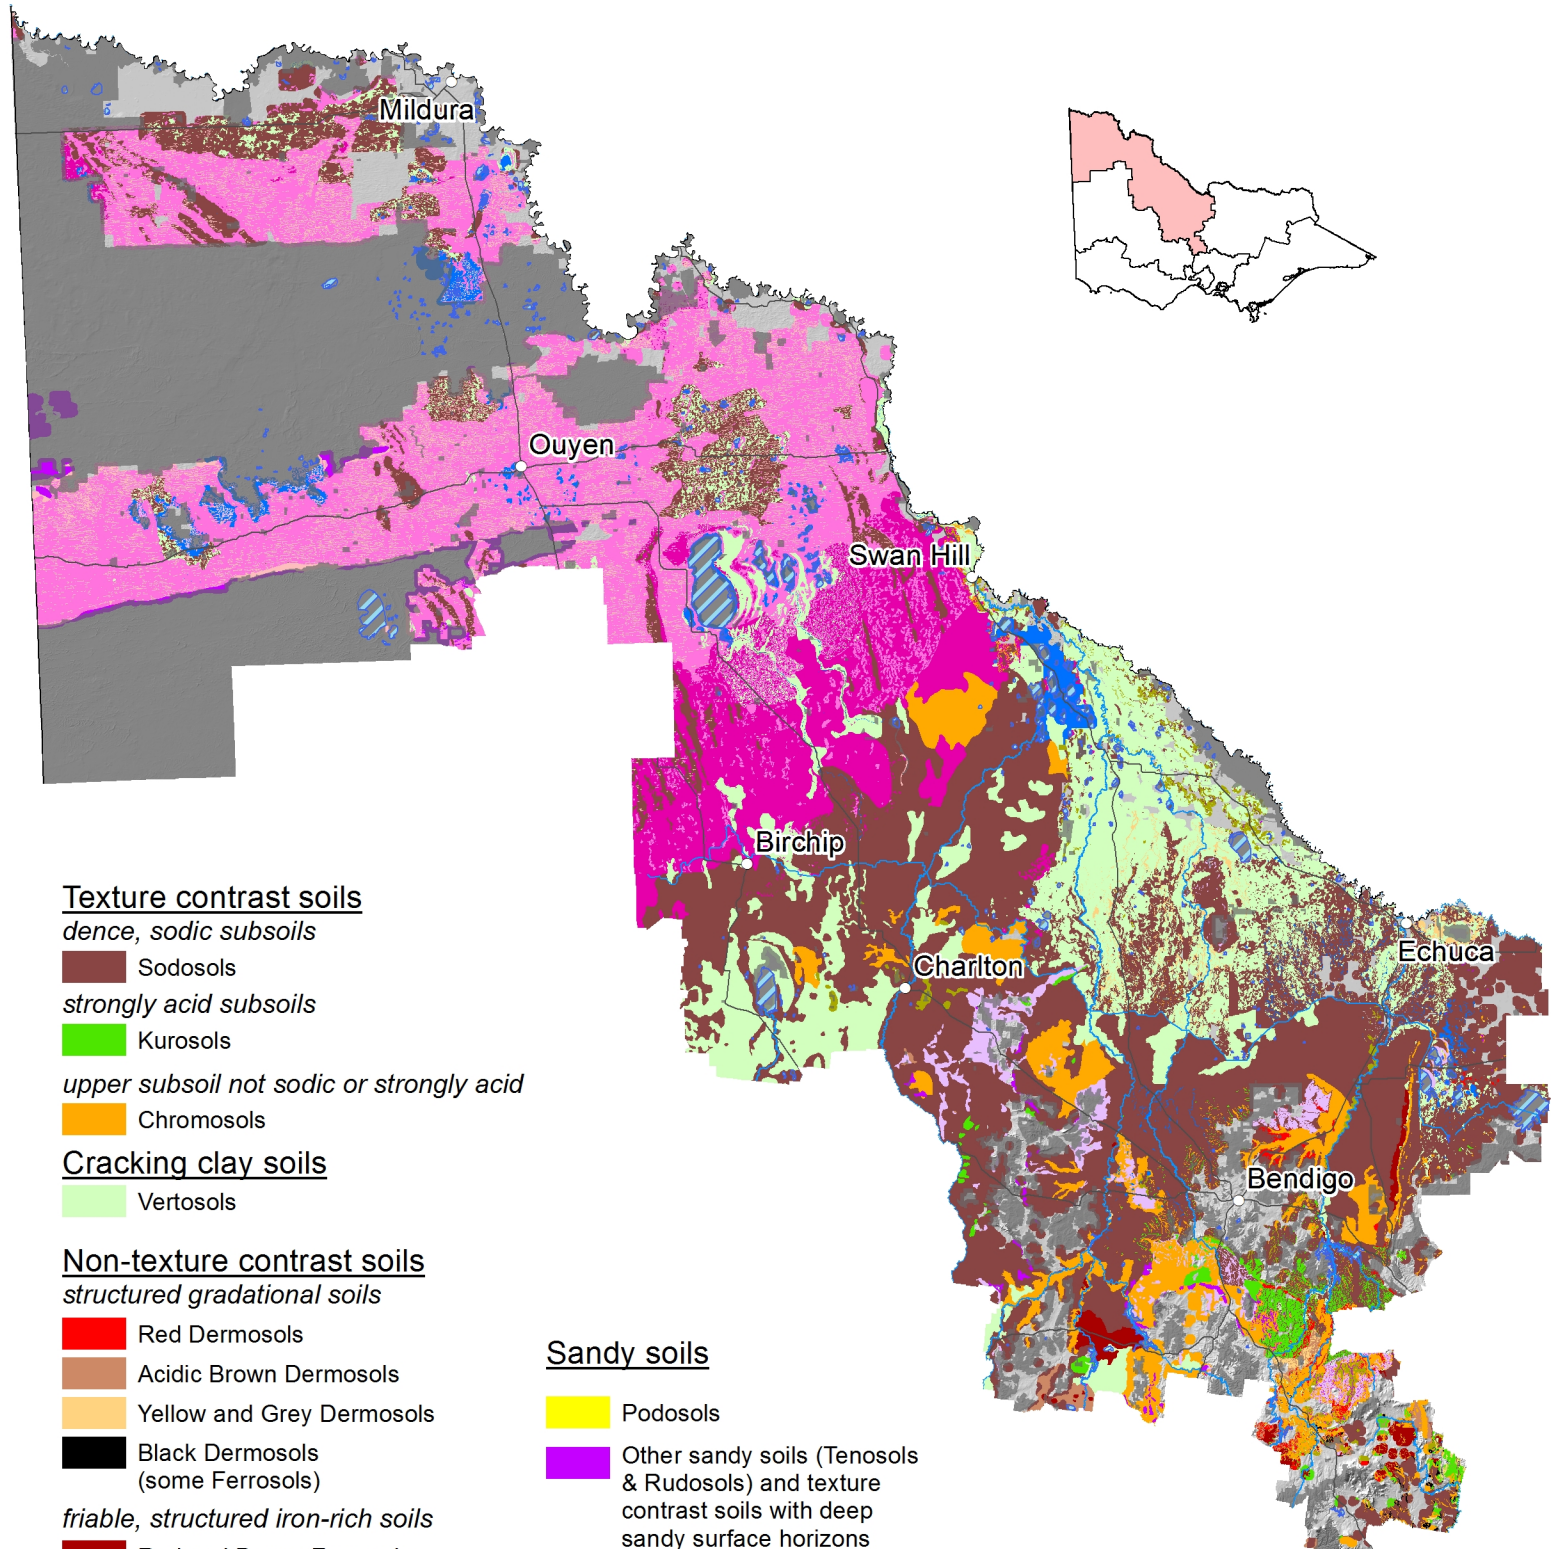 Mildura
Ouyen
Swan Hill
Birchip
Charlton
Echuca
Bendigo
Texture contrast soils
dence, sodic subsoils
Sodosols
strongly acid subsoils
Kurosols
upper subsoil not sodic or strongly acid
Chromosols
Cracking clay soils
Vertosols
Non-texture contrast soils
structured gradational soils
Red Dermosols
Acidic Brown Dermosols
Yellow and Grey Dermosols
Black Dermosols
(some Ferrosols)
friable, structured iron-rich soils
Sandy soils
Podosols
Other sandy soils (Tenosols
& Rudosols) and texture
contrast soils with deep
sandy surface horizons